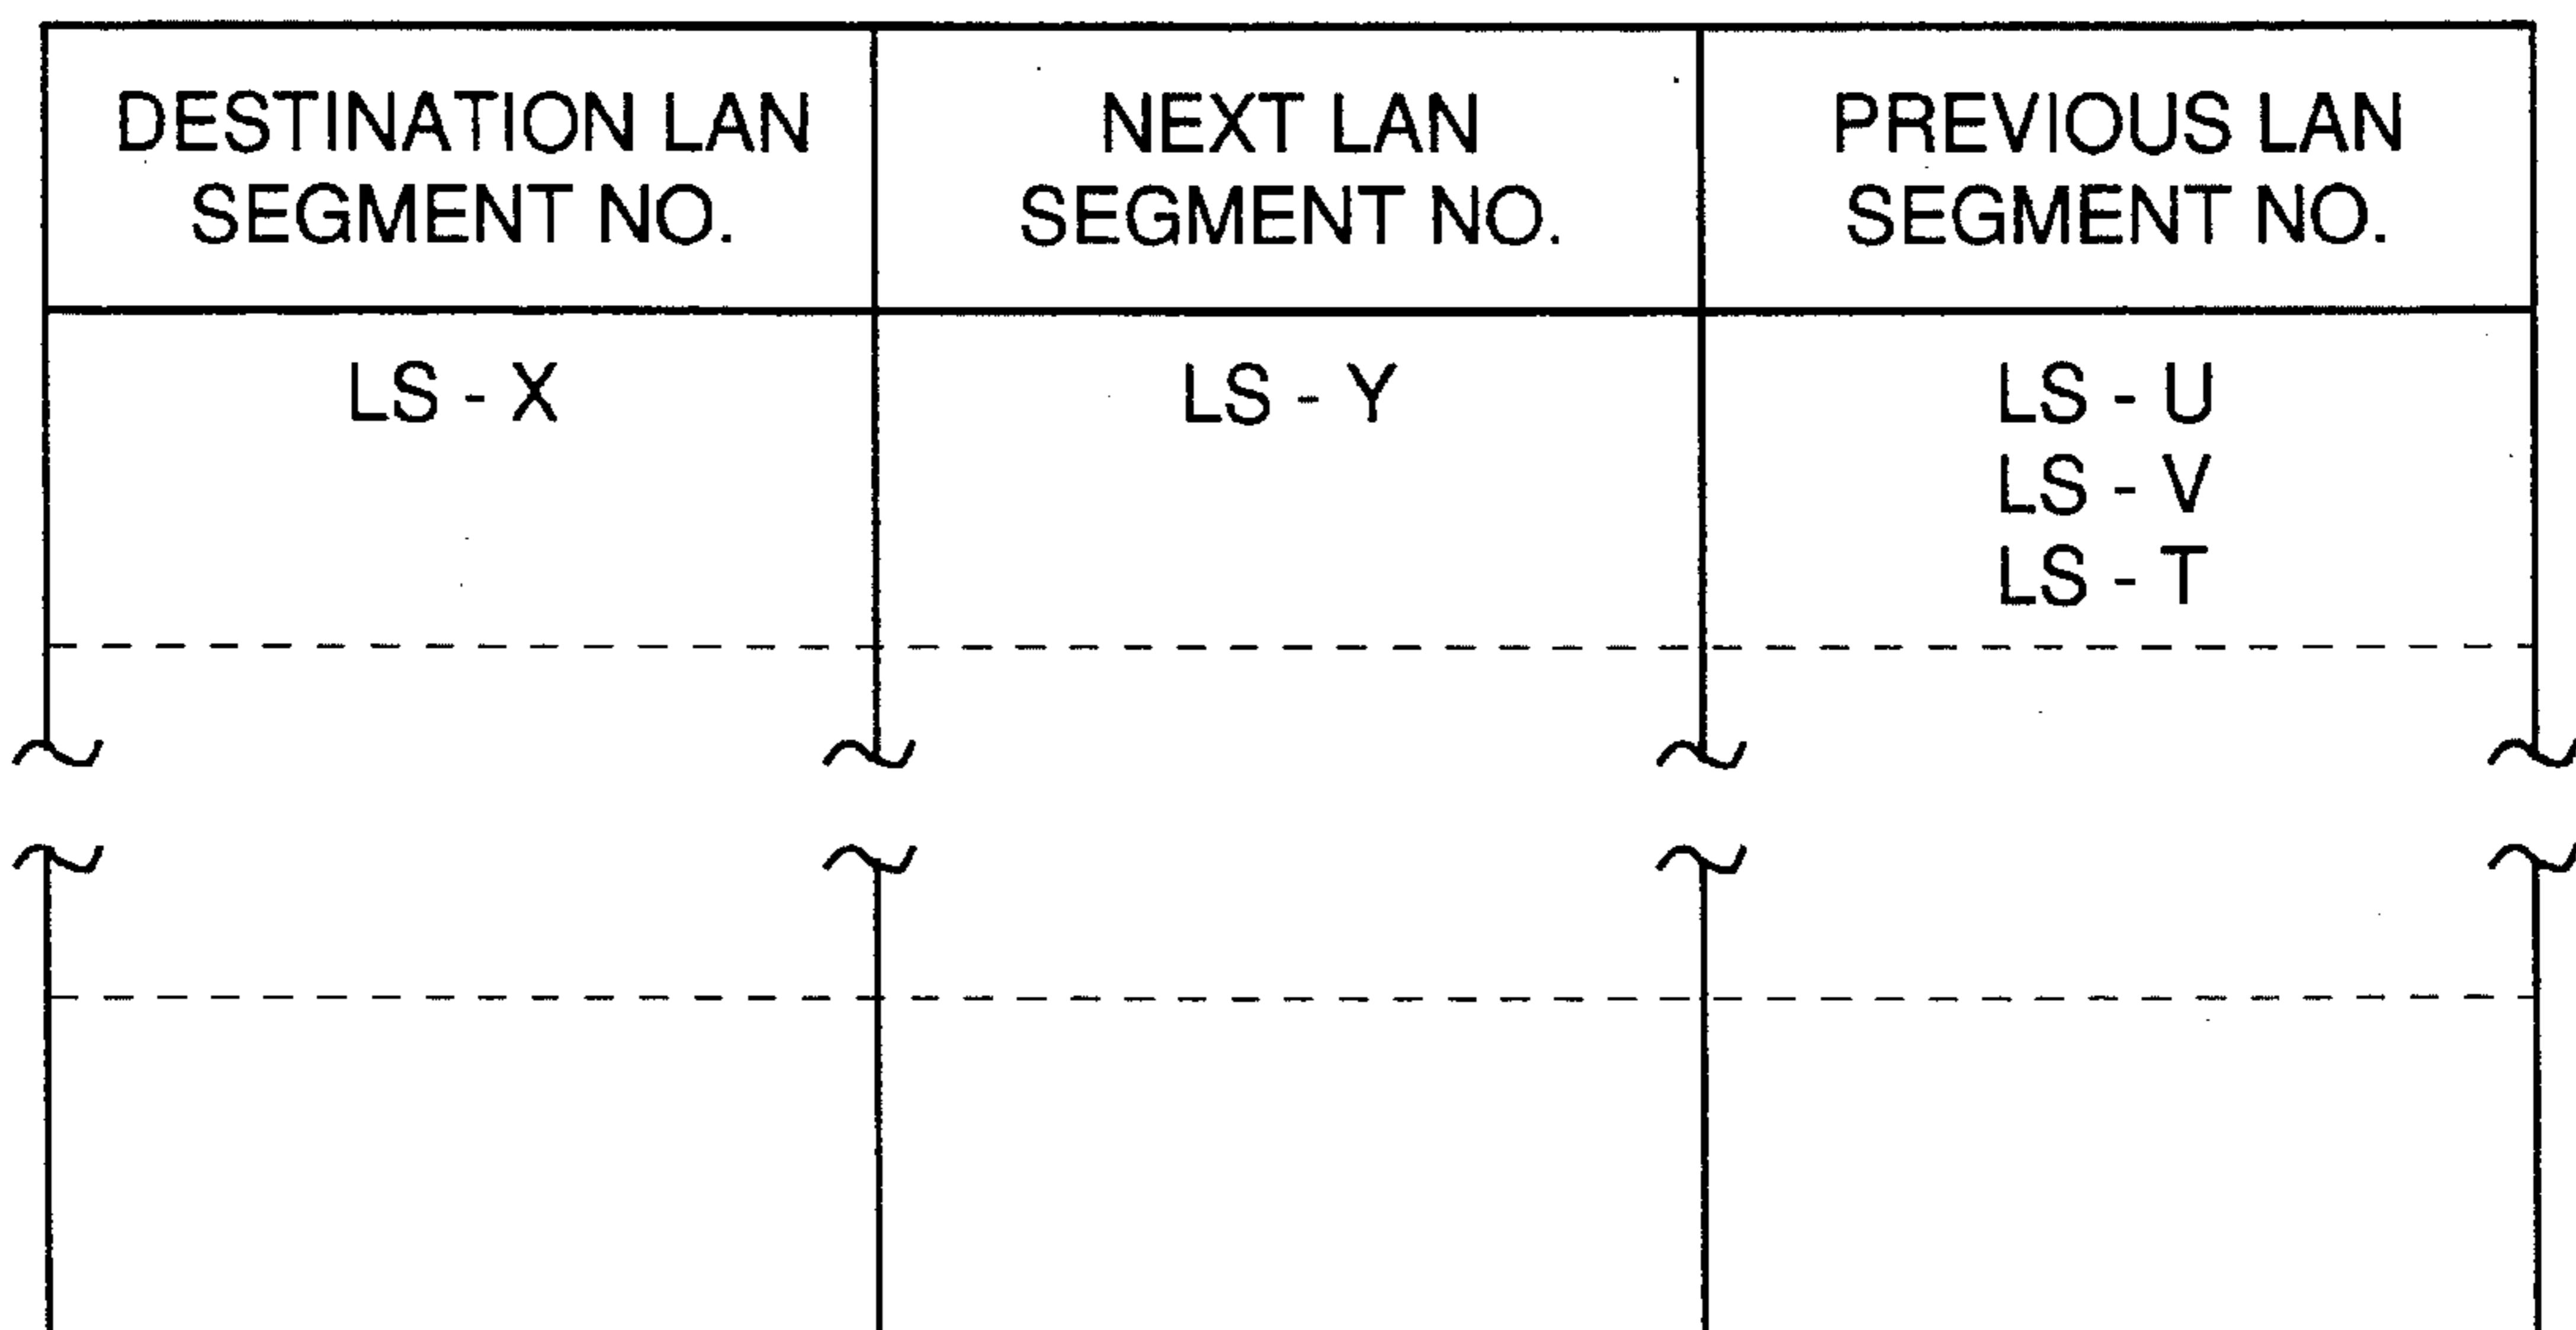 DESTINATION LAN
SEGMENT NO.
NEXT LAN
SEGMENT NO.
PREVIOUS LAN
SEGMENT NO.
LS - X
LS - Y
LS - U
LS - V
LS - T